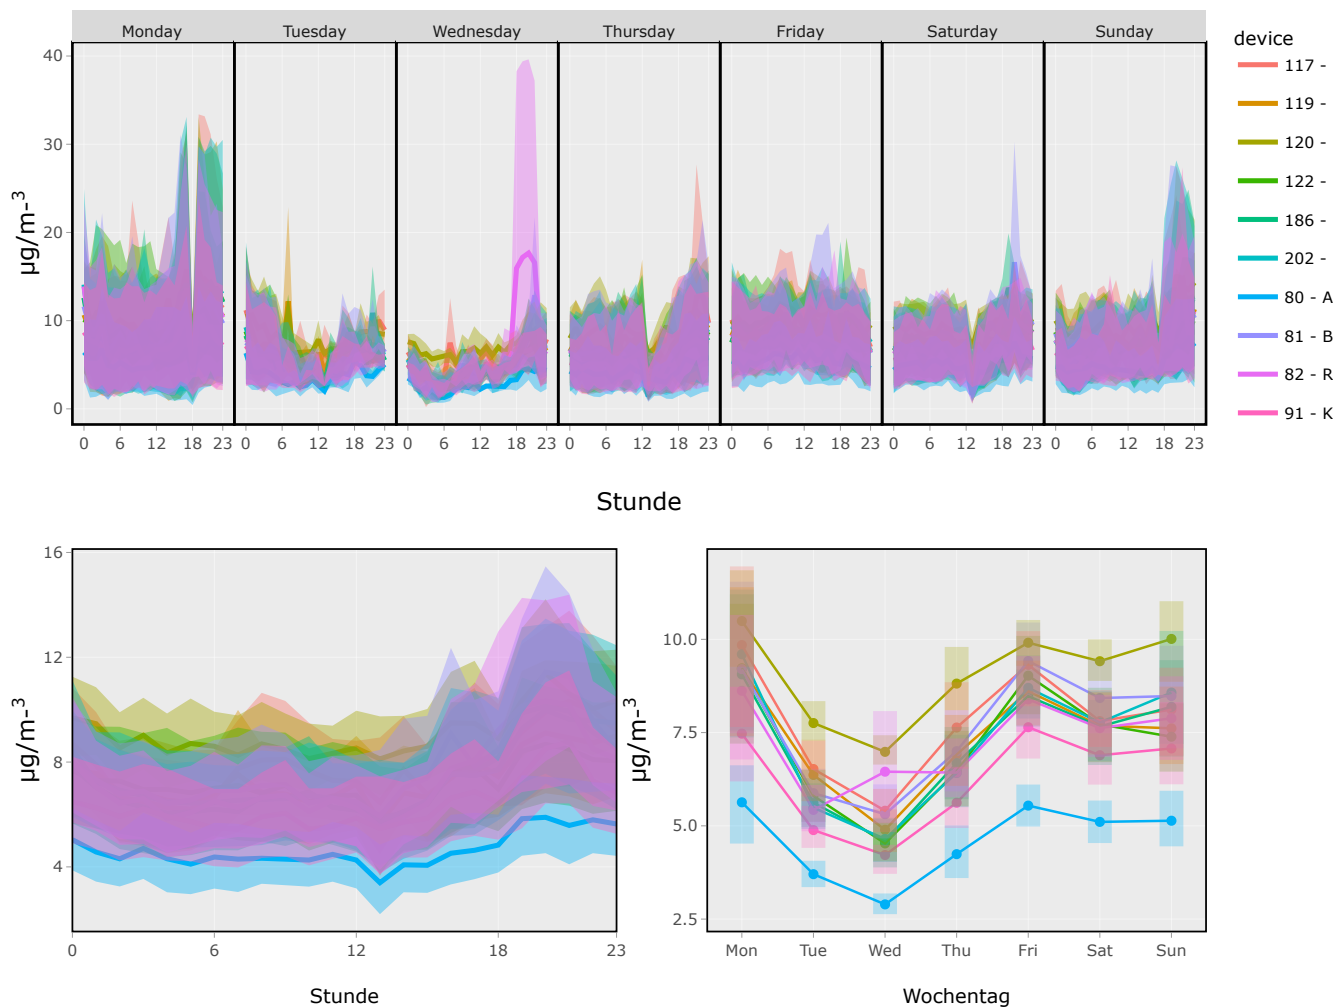 Monday Tuesday Wednesday Thursday Friday Saturday Sunday
device
117 -
119 -
120 -
122 -
186 -
202 -
80 - A
81 - B
82 - R
91 - K
µg/m-³
40
30
20
10
0
0 6 12 18 23 0 6 12 18 23 0 6 12 18 23 0 6 12 18 23 0 6 12 18 23 0 6 12 18 23 0 6 12 18 23
Stunde
µg/m-³
16
12
8
4
0 6 12 18 23
Stunde
µg/m-³
10.0
7.5
5.0
2.5
Mon Tue Wed Thu Fri Sat Sun
Wochentag